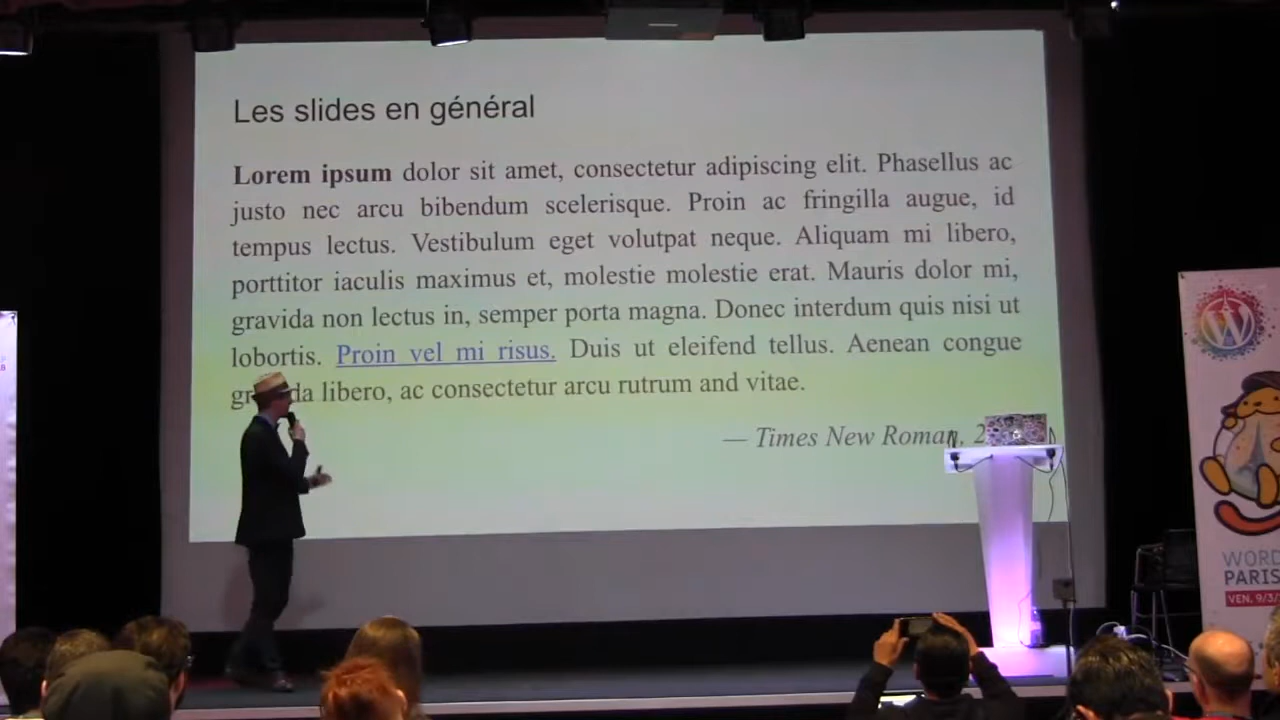 Les slides en général
Lorem ipsum dolor sit amet, consectetur adipiscing elit. Phasellus ac
justo nec arcu bibendum scelerisque. Proin ac fringilla augue, id
tempus lectus. Vestibulum eget volutpat neque. Aliquam mi libero,
porttitor iaculis maximus et, molestie molestie erat. Mauris dolor mi,
gravida non lectus in, semper porta magna. Donec interdum quis nisi ut
lobortis. Proin vel mi risus. Duis ut eleifend tellus. Aenean congue
libero, ac consectetur arcu rutrum and vitae.
— Times New Roman,
WORD
PARIS
VEN. 9/3/